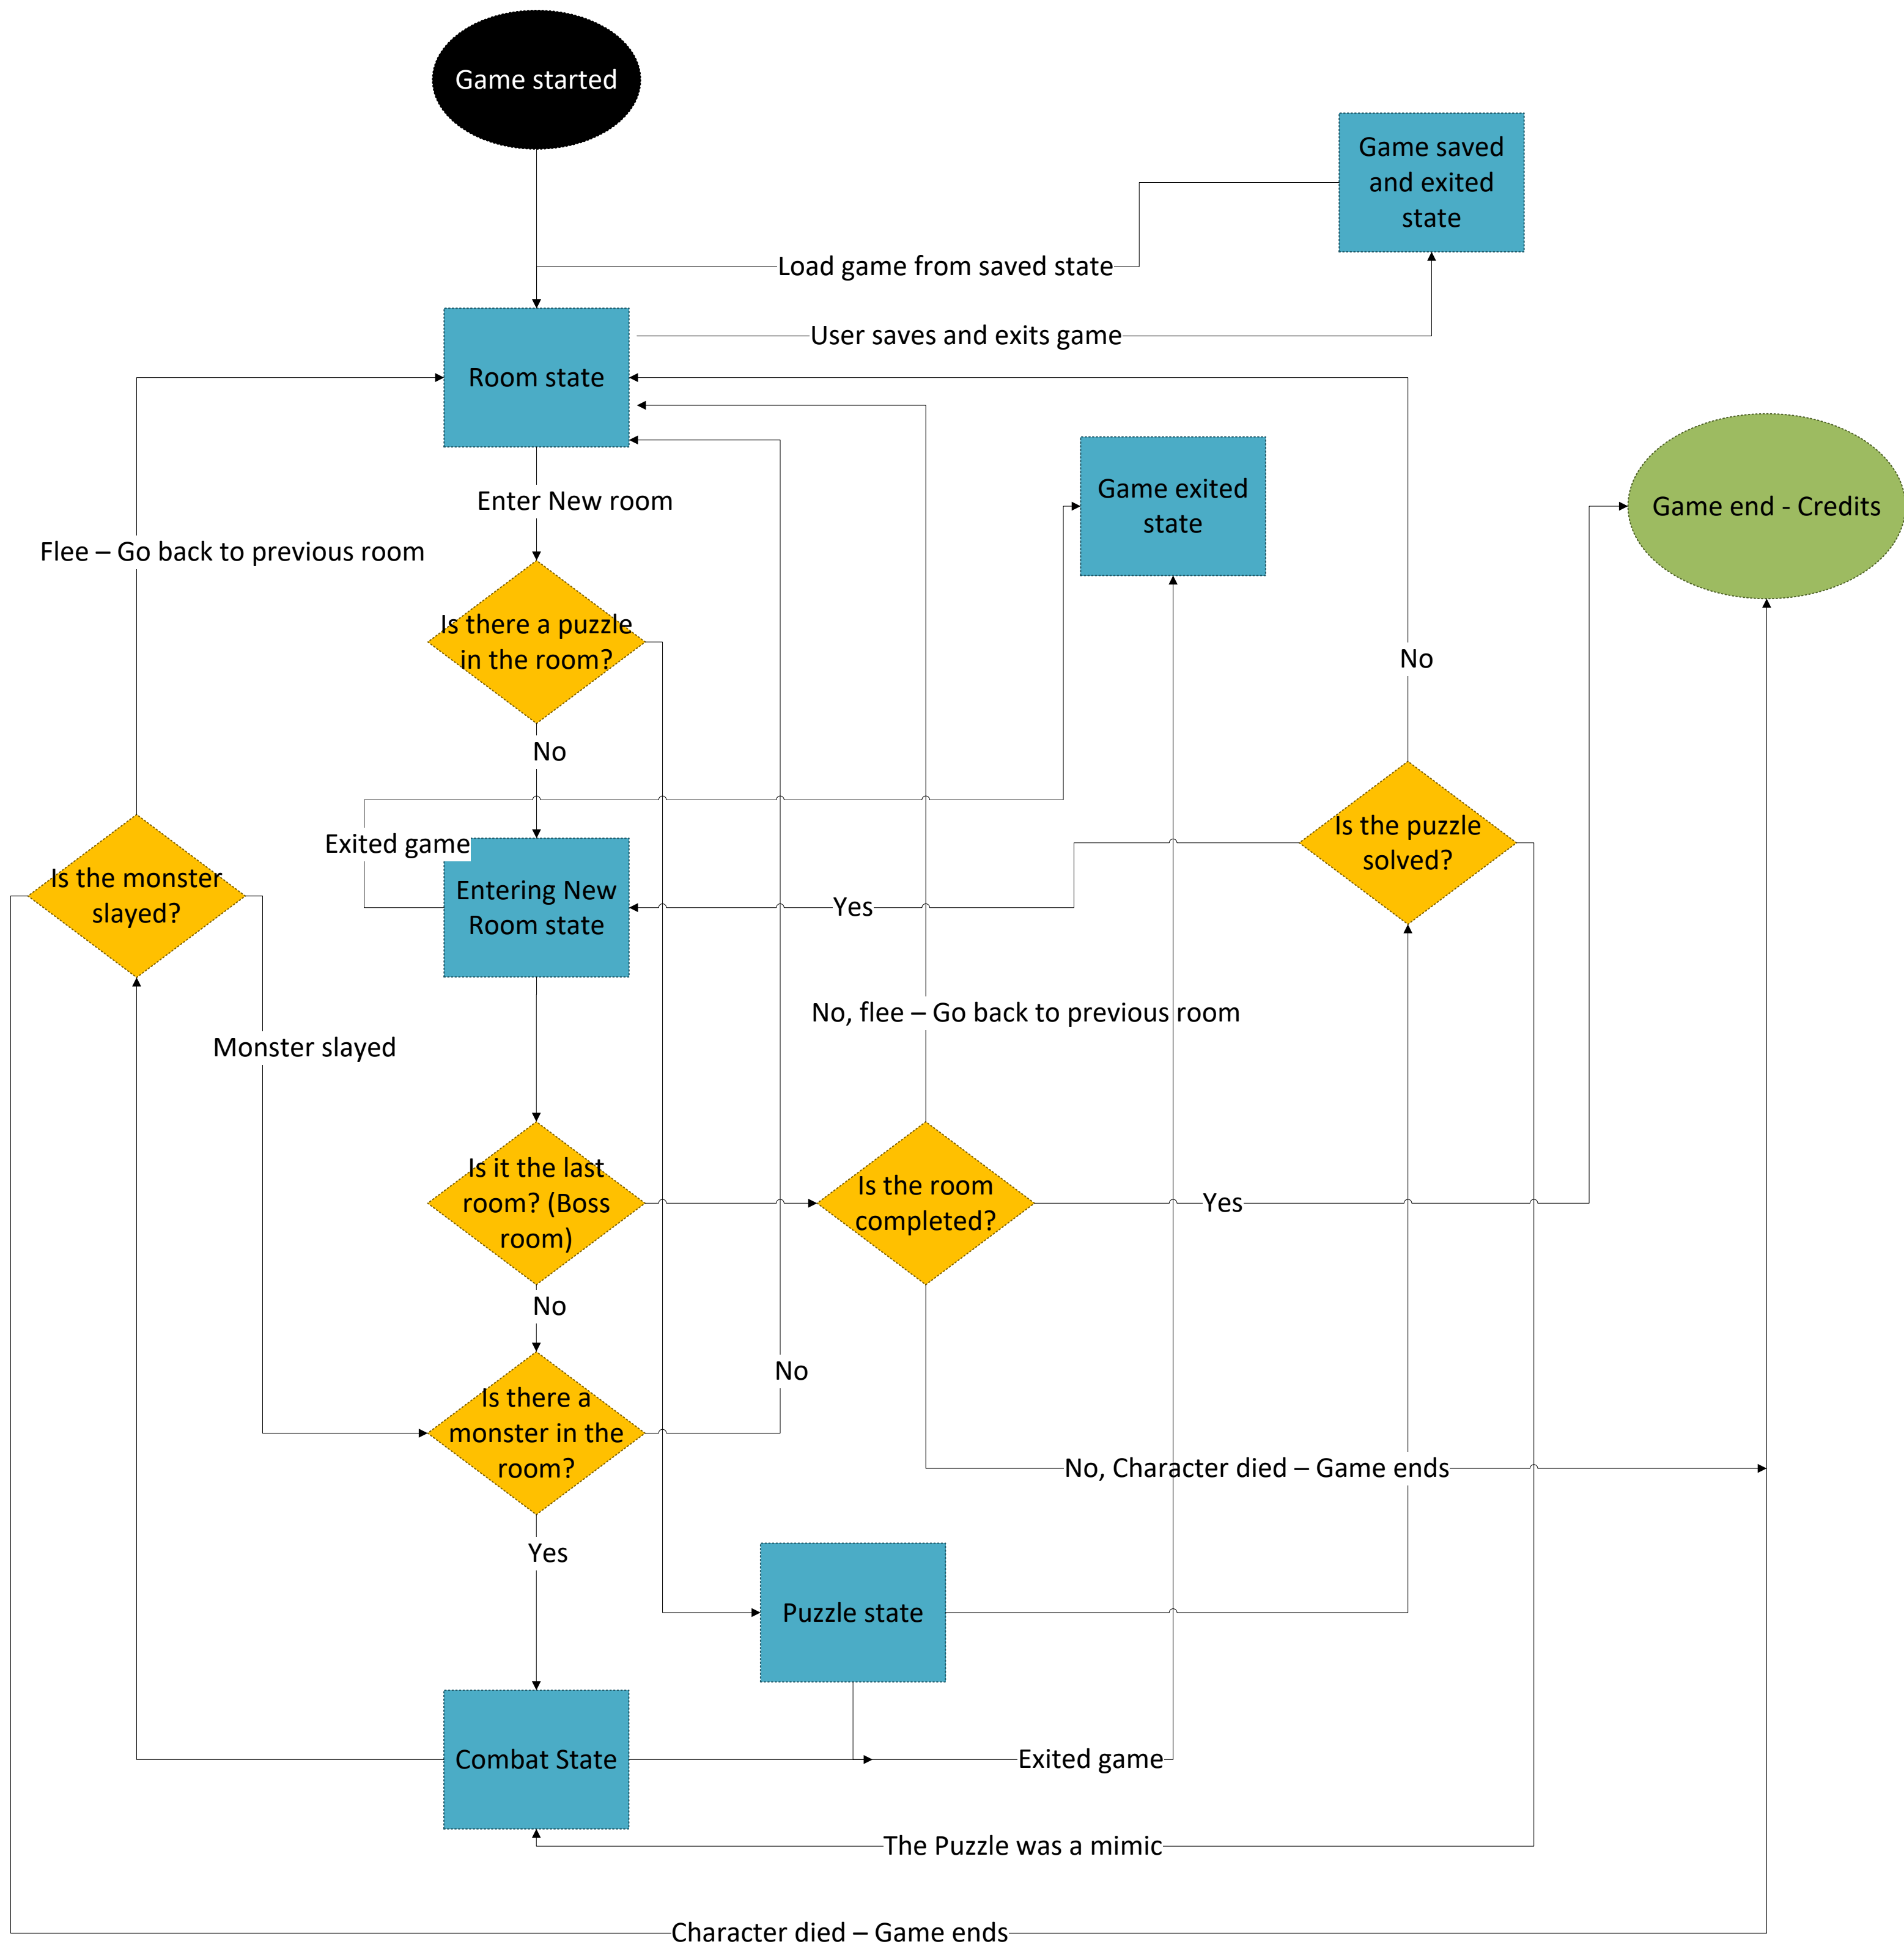 Game started
Game saved
and exited
state
Load game from saved state
User saves and exits game
Room state
Game exited
state
Enter New room
Game end - Credits
Flee – Go back to previous room
Is there a puzzle
in the room?
No
No
Exited game
Is the puzzle
solved?
Is the monster
slayed?
Entering New
Room state
Yes
No, flee – Go back to previous room
Monster slayed
Is it the last
room? (Boss
room)
Is the room
completed?
Yes
No
No
Is there a
monster in the
room?
No, Character died – Game ends
Yes
Puzzle state
Combat State
Exited game
The Puzzle was a mimic
Character died – Game ends